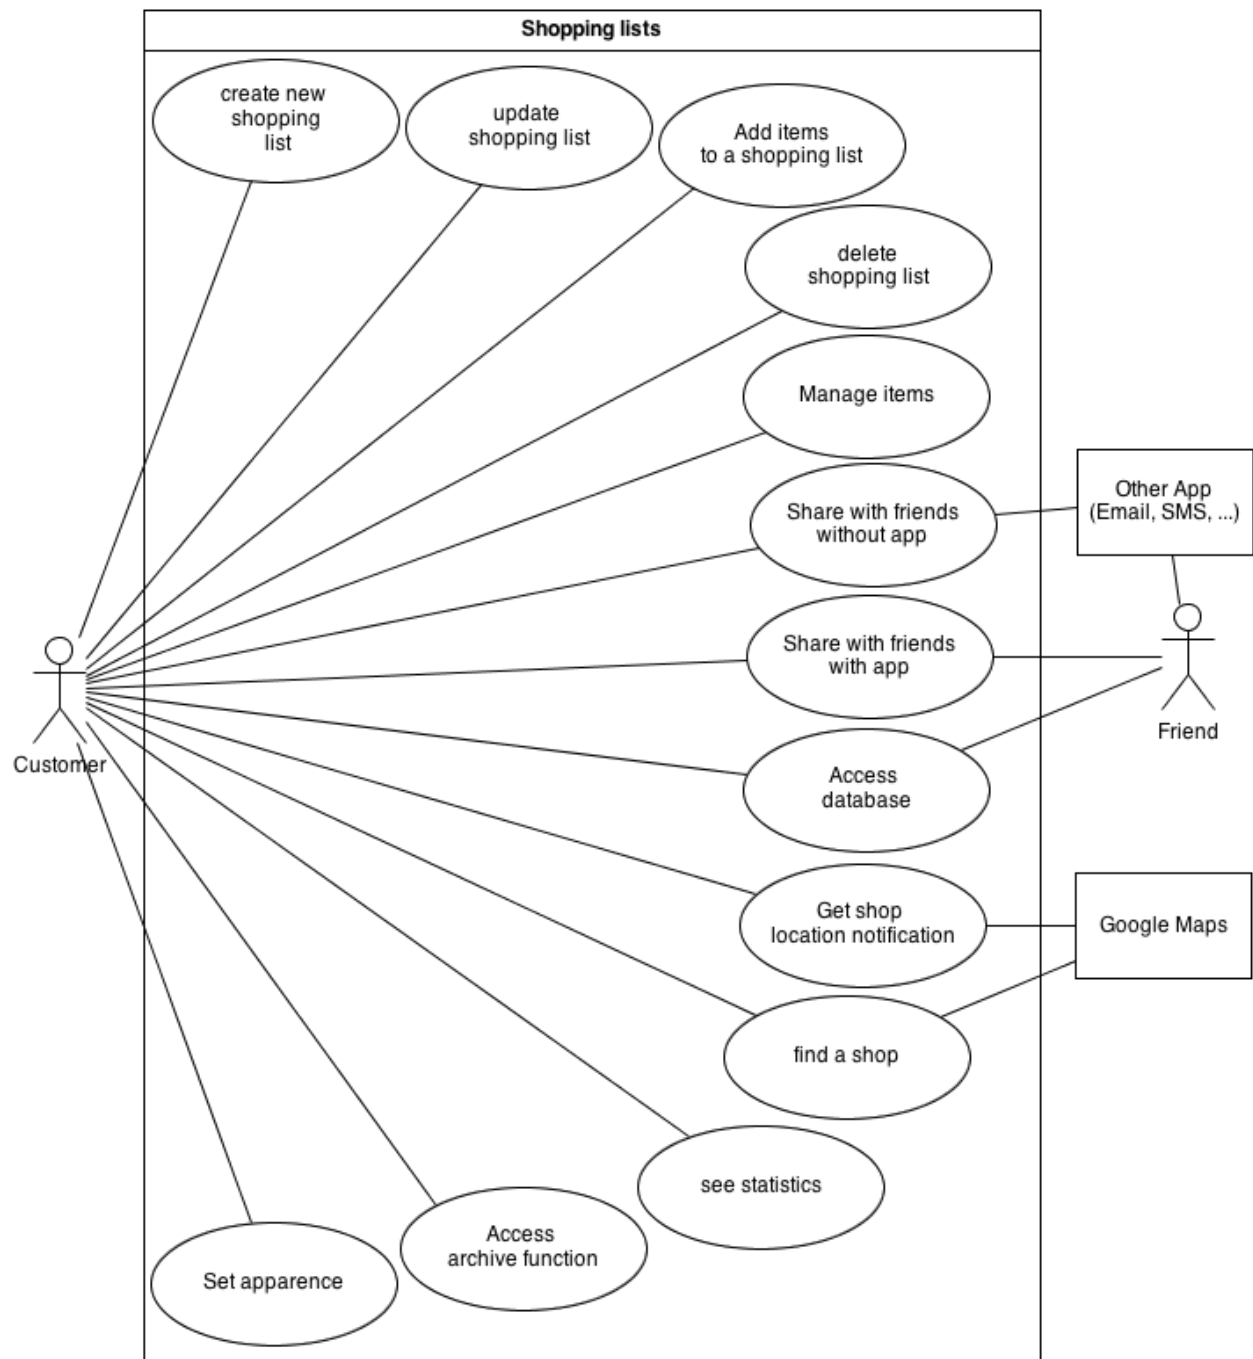 Shopping lists
create new
shopping
list
update
shopping list
Add items
to a shopping list
delete
shopping list
Manage items
Share with friends
without app
Other App
(Email, SMS, ...)
Share with friends
with app
Friend
Customer
Access
database
Get shop
location notification
Google Maps
find a shop
see statistics
Access
archive function
Set apparence